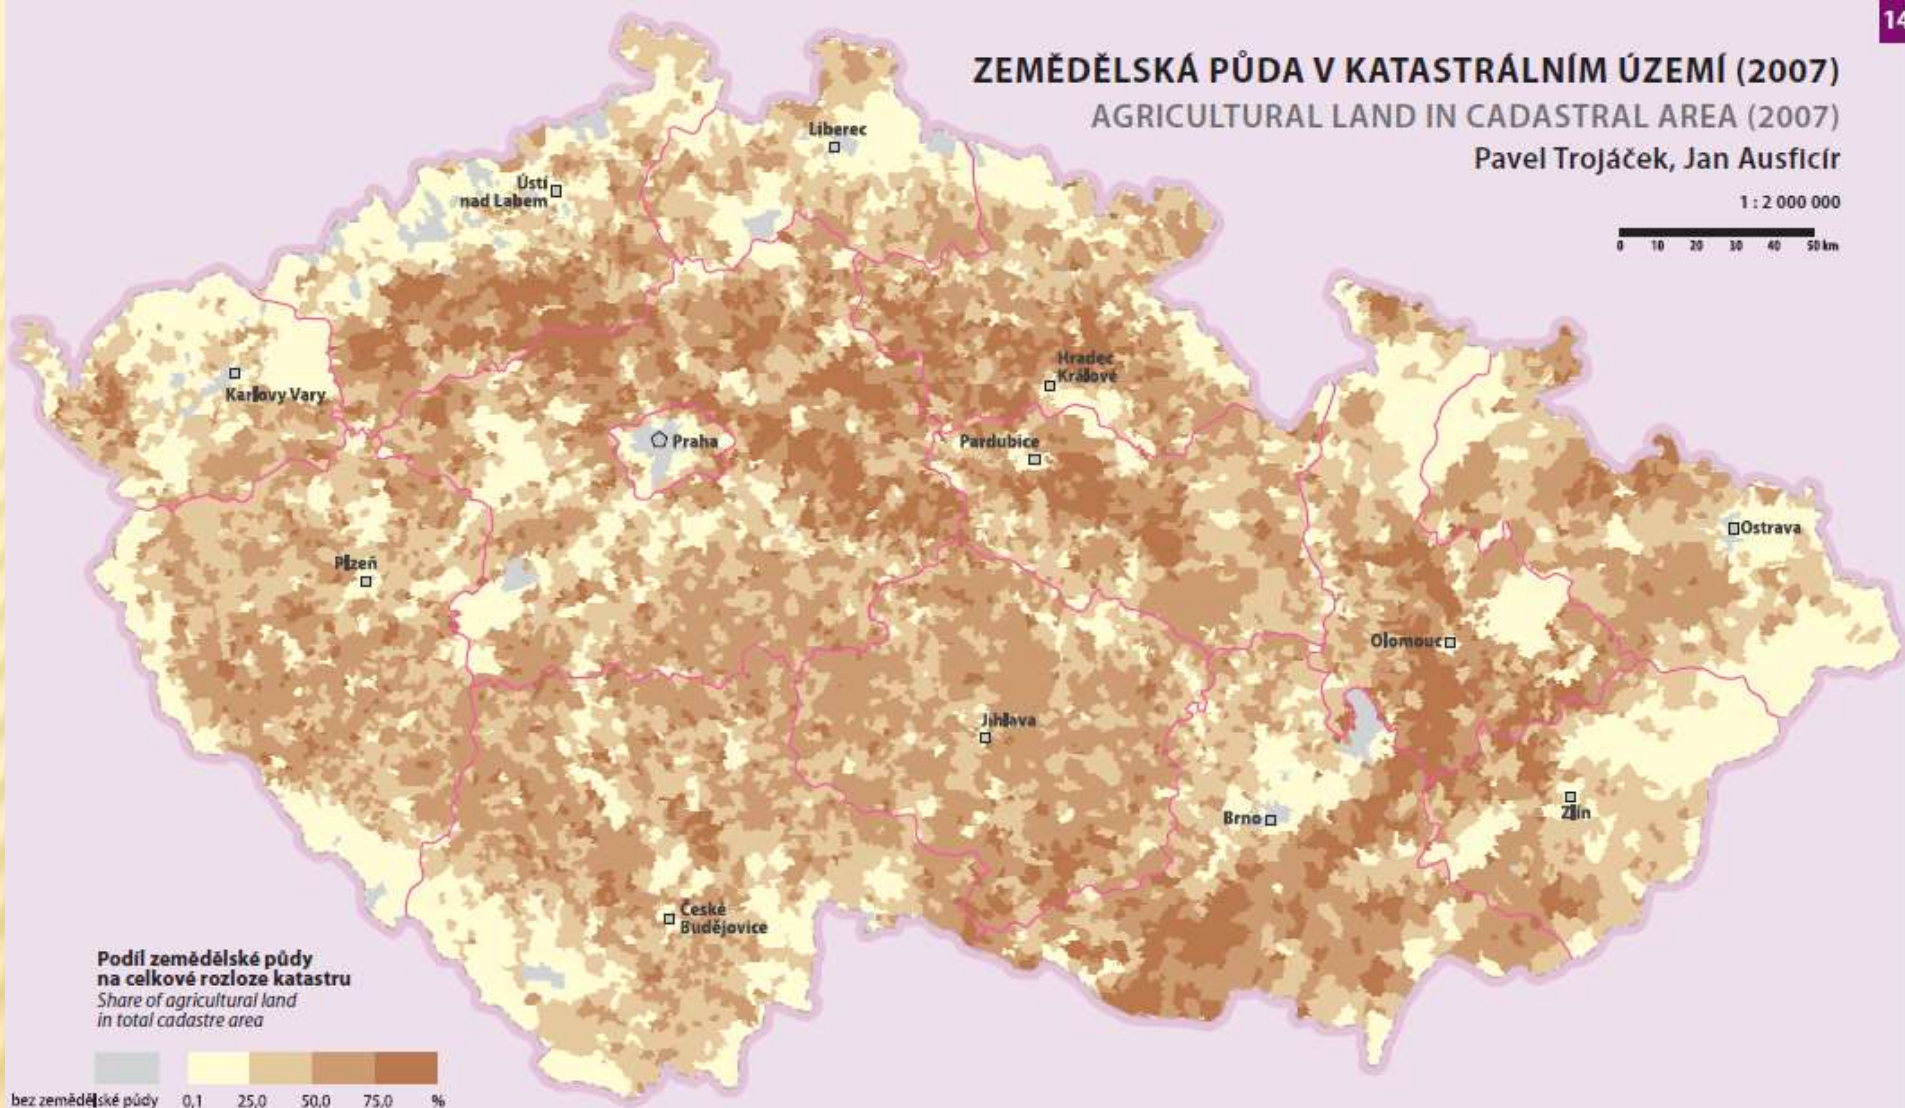 14
ZEMĚDĚLSKÁ PŮDA V KATASTRÁLNÍM ÚZEMÍ (2007)
AGRICULTURAL LAND IN CADASTRAL AREA (2007)
Pavel Trojáček, Jan Ausficír
1 : 2 000 000
0 10 20 30 40 50 km
Liberec
Ústí
nad Labem
Karlovy Vary
Hradec
Králové
Praha
Pardubice
Ostrava
Plzeň
Olomouc
Jihlava
Zlín
Brno
České
Budějovice
Podíl zemědělské půdy
na celkové rozloze katastru
Share of agricultural land
in total cadastre area
bez zemědělské půdy 0,1 25,0 50,0 75,0 %